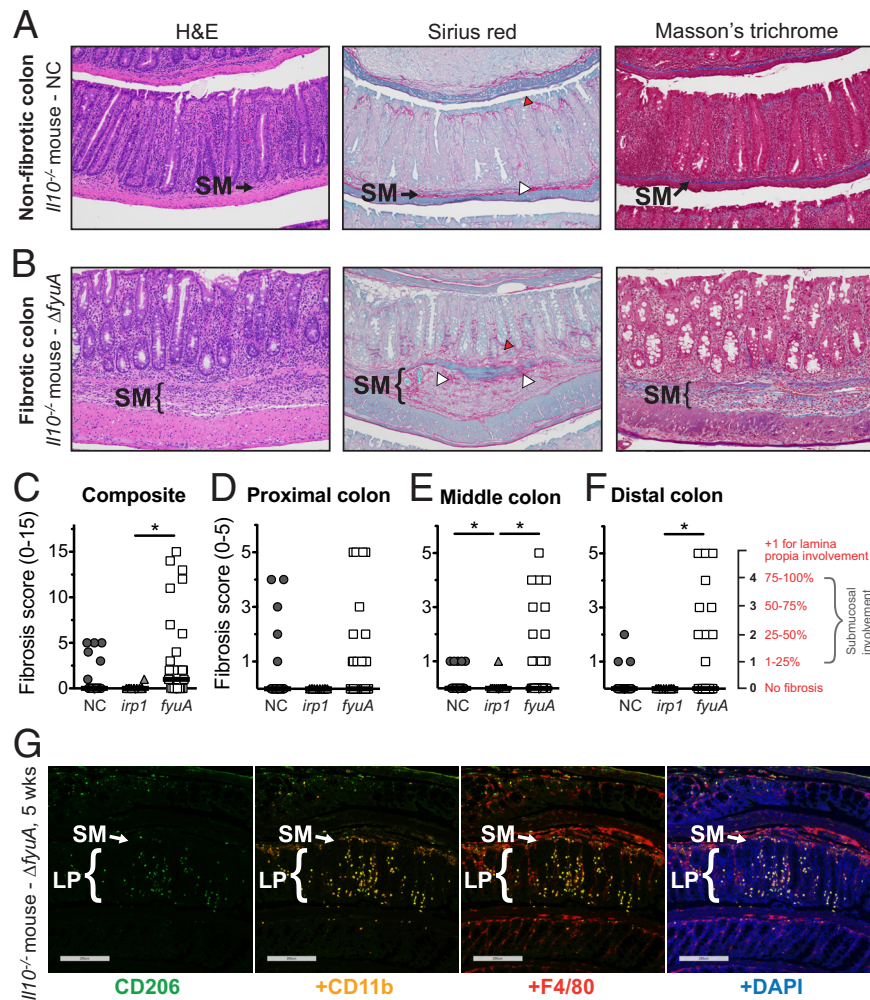 A
H&E
Sirius red
Masson's trichrome
Non-fibrotic colon
Il10-/- mouse - NC
SM
SM
SM
B
Fibrotic colon
Il10-/- mouse - ΔfyuA
SM {
SM {
SM {
C
Composite
D
Proximal colon
E
Middle colon
F
Distal colon
Fibrosis score (0-15)
15
10
5
0
*
NC
irp1
fyuA
Fibrosis score (0-5)
5
3
1
NC
irp1
fyuA
5
3
1
*
*
NC
irp1
fyuA
5
3
1
*
NC
irp1
fyuA
+1 for lamina
propia involvement
4 75-100%
3 50-75%
2 25-50%
1 1-25%
0 No fibrosis
Submucosal
involvement
G
Il10-/- mouse - ΔfyuA, 5 wks
SM
LP {
SM
LP {
SM
LP {
SM
LP {
CD206
+CD11b
+F4/80
+DAPI